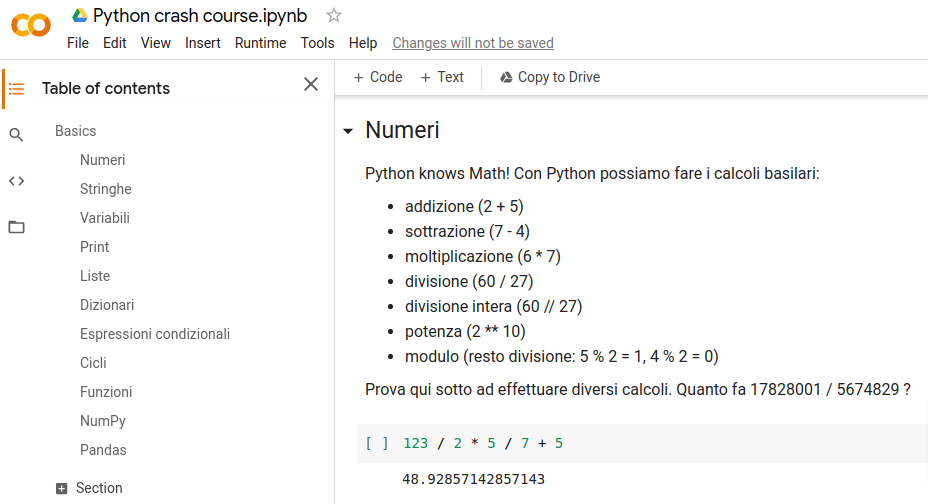 Python crash course.ipynb
File Edit View Insert Runtime Tools Help Changes will not be saved
Table of contents
Basics
Numeri
Stringhe
Variabili
Print
Liste
Dizionari
Espressioni condizionali
Cicli
Funzioni
NumPy
Pandas
Section
+ Code + Text Copy to Drive
Numeri
Python knows Math! Con Python possiamo fare i calcoli basilari:
• addizione (2 + 5)
• sottrazione (7 - 4)
• moltiplicazione (6 * 7)
• divisione (60 / 27)
• divisione intera (60 // 27)
• potenza (2 ** 10)
• modulo (resto divisione: 5 % 2 = 1, 4 % 2 = 0)
Prova qui sotto ad effettuare diversi calcoli. Quanto fa 17828001 / 5674829 ?
[ ] 123 / 2 * 5 / 7 + 5
48.92857142857143